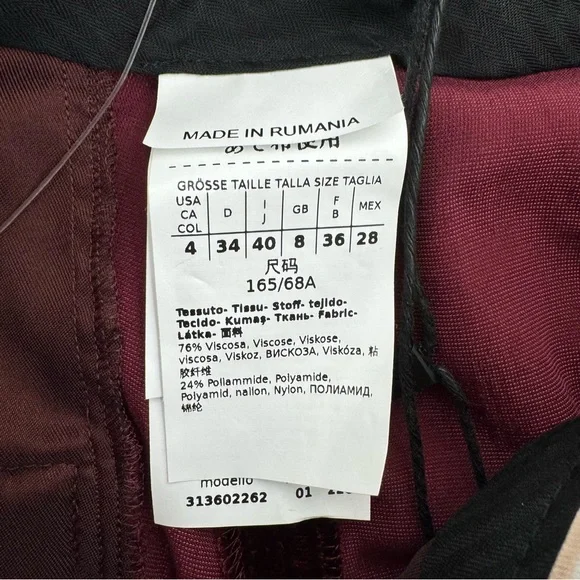 MADE IN RUMANIA
GRÖSSE TAILLE TALLA SIZE TAGLIA
USA CA COL D I J GB F B MEX
4 34 40 8 36 28
尺码
165/68A
Tessuto- Tissu- Stoff- tejido-
Tecido- Kumaş- Ткань- Fabric-
Látka- 面料
76% Viscosa, Viscose, Viskose,
viscosa, Viskoz, ВИСКОЗА, Viskóza, 粘
胶纤维
24% Poliammide, Polyamide,
Polyamid, nailon, Nylon, ПОЛИАМИД,
锦纶
modello
313602262 01